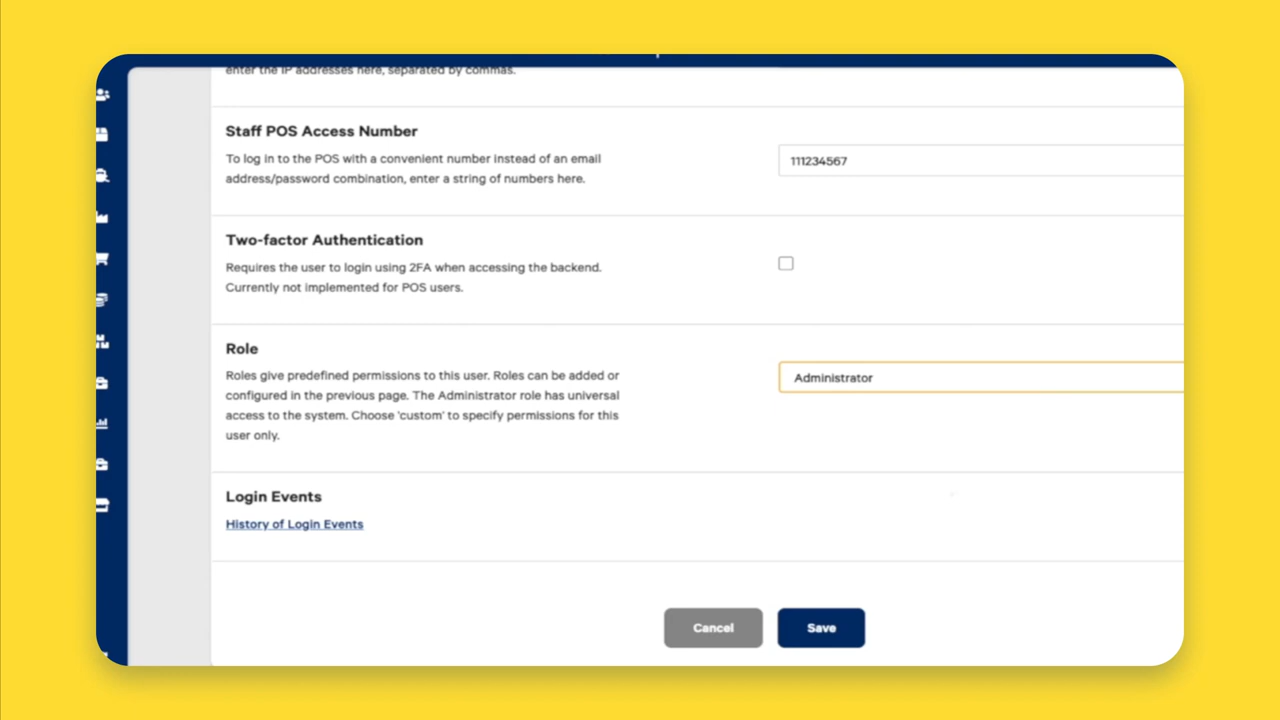 enter the IP addresses here, separated by commas.
Staff POS Access Number
To log in to the POS with a convenient number instead of an email
address/password combination, enter a string of numbers here.
111234567
Two-factor Authentication
Requires the user to login using 2FA when accessing the backend.
Currently not implemented for POS users.
Role
Roles give predefined permissions to this user. Roles can be added or
configured in the previous page. The Administrator role has universal
access to the system. Choose 'custom' to specify permissions for this
user only.
Administrator
Login Events
History of Login Events
Cancel
Save